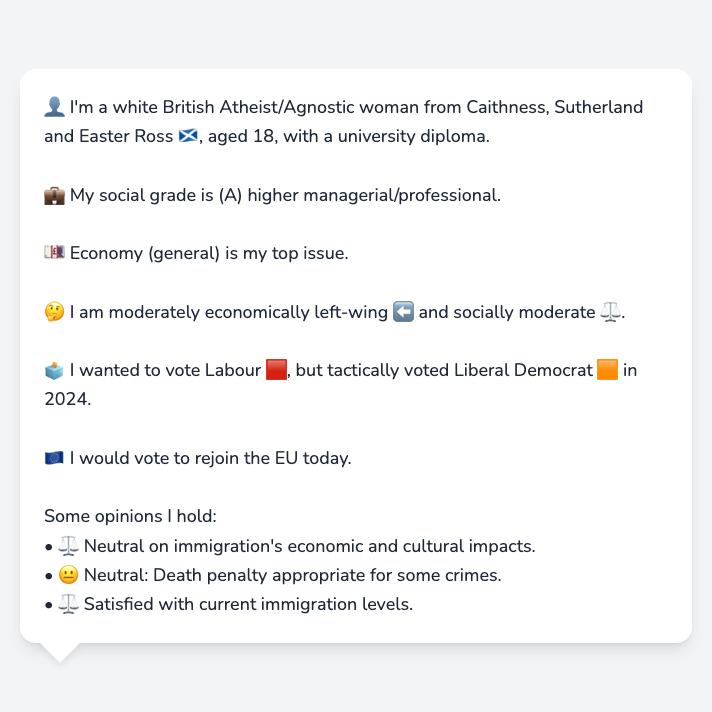 👤 I'm a white British Atheist/Agnostic woman from Caithness, Sutherland
and Easter Ross 🏴󠁧󠁢󠁳󠁣󠁴󠁿, aged 18, with a university diploma.
💼 My social grade is (A) higher managerial/professional.
💷 Economy (general) is my top issue.
🤔 I am moderately economically left-wing ⬅️ and socially moderate ⚖️.
🗳️ I wanted to vote Labour 🟥, but tactically voted Liberal Democrat 🟧 in
2024.
🇪🇺 I would vote to rejoin the EU today.
Some opinions I hold:
• ⚖️ Neutral on immigration's economic and cultural impacts.
• 😐 Neutral: Death penalty appropriate for some crimes.
• ⚖️ Satisfied with current immigration levels.